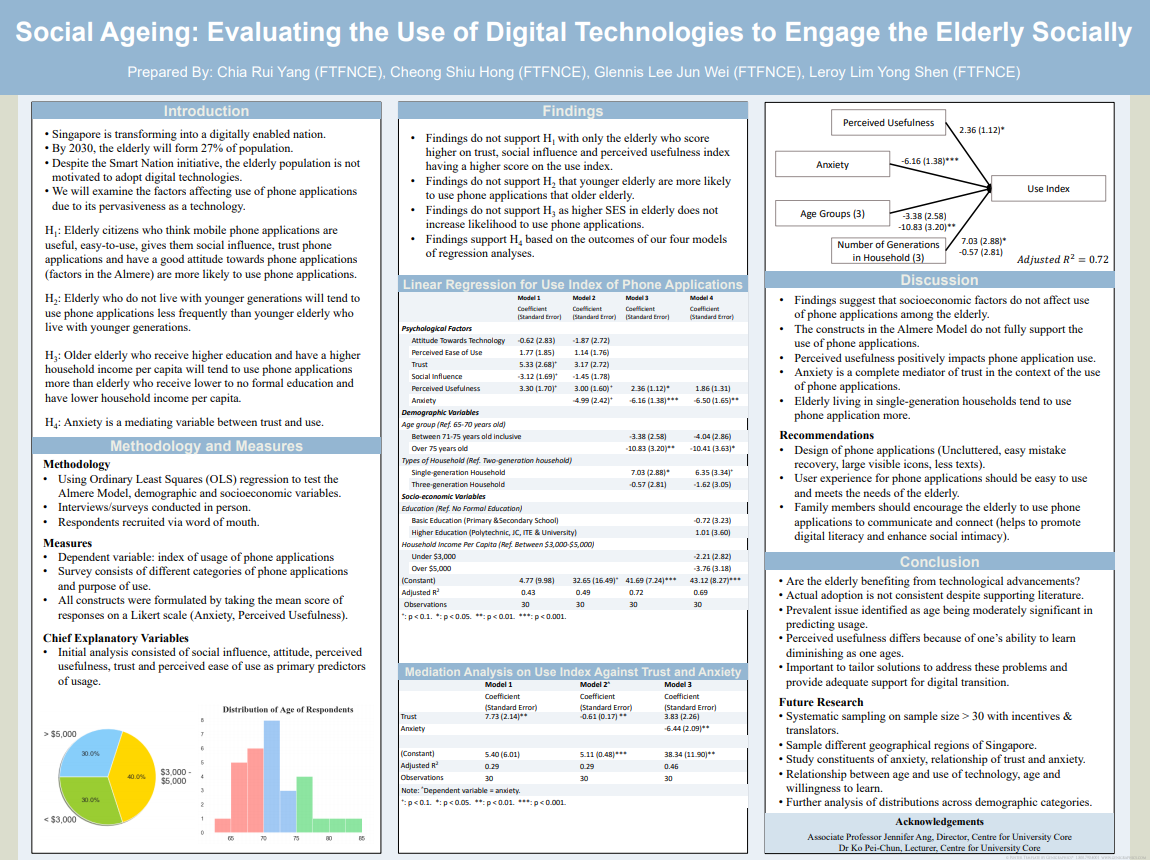 Social Ageing: Evaluating the Use of Digital Technologies to Engage the Elderly Socially
Prepared By: Chia Rui Yang (FTFNCE), Cheong Shiu Hong (FTFNCE), Glennis Lee Jun Wei (FTFNCE), Leroy Lim Yong Shen (FTFNCE)
Introduction
• Singapore is transforming into a digitally enabled nation.
• By 2030, the elderly will form 27% of population.
• Despite the Smart Nation initiative, the elderly population is not
motivated to adopt digital technologies.
• We will examine the factors affecting use of phone applications
due to its pervasiveness as a technology.
H1: Elderly citizens who think mobile phone applications are
useful, easy-to-use, gives them social influence, trust phone
applications and have a good attitude towards phone applications
(factors in the Almere) are more likely to use phone applications.
H2: Elderly who do not live with younger generations will tend to
use phone applications less frequently than younger elderly who
live with younger generations.
H3: Older elderly who receive higher education and have a higher
household income per capita will tend to use phone applications
more than elderly who receive lower to no formal education and
have lower household income per capita.
H4: Anxiety is a mediating variable between trust and use.
Methodology and Measures
Methodology
• Using Ordinary Least Squares (OLS) regression to test the
Almere Model, demographic and socioeconomic variables.
• Interviews/surveys conducted in person.
• Respondents recruited via word of mouth.
Measures
• Dependent variable: index of usage of phone applications
• Survey consists of different categories of phone applications
and purpose of use.
• All constructs were formulated by taking the mean score of
responses on a Likert scale (Anxiety, Perceived Usefulness).
Chief Explanatory Variables
• Initial analysis consisted of social influence, attitude, perceived
usefulness, trust and perceived ease of use as primary predictors
of usage.
> $5,000
30.0%
40.0%
$3,000 -
$5,000
30.0%
< $3,000
Distribution of Age of Respondents
8
7
6
5
4
3
2
1
0
65 70 75 80 85
Findings
• Findings do not support H1 with only the elderly who score
higher on trust, social influence and perceived usefulness index
having a higher score on the use index.
• Findings do not support H2 that younger elderly are more likely
to use phone applications that older elderly.
• Findings do not support H3 as higher SES in elderly does not
increase likelihood to use phone applications.
• Findings support H4 based on the outcomes of our four models
of regression analyses.
Linear Regression for Use Index of Phone Applications
Model 1 Model 2 Model 3 Model 4
Coefficient Coefficient Coefficient Coefficient
(Standard Error) (Standard Error) (Standard Error) (Standard Error)
Psychological Factors
Attitude Towards Technology -0.62 (2.83) -1.87 (2.72)
Perceived Ease of Use 1.77 (1.85) 1.14 (1.76)
Trust 5.33 (2.68)⁺ 3.17 (2.72)
Social Influence -3.12 (1.69)⁺ -1.45 (1.78)
Perceived Usefulness 3.30 (1.70)⁺ 3.00 (1.60)⁺ 2.36 (1.12)* 1.86 (1.31)
Anxiety -4.99 (2.42)⁺ -6.16 (1.38)*** -6.50 (1.65)**
Demographic Variables
Age group (Ref. 65-70 years old)
Between 71-75 years old inclusive -3.38 (2.58) -4.04 (2.86)
Over 75 years old -10.83 (3.20)** -10.41 (3.63)*
Types of Household (Ref. Two-generation household)
Single-generation Household 7.03 (2.88)* 6.35 (3.34)⁺
Three-generation Household -0.57 (2.81) -1.62 (3.05)
Socio-economic Variables
Education (Ref. No Formal Education)
Basic Education (Primary &Secondary School) -0.72 (3.23)
Higher Education (Polytechnic, JC, ITE & University) 1.01 (3.60)
Household Income Per Capita (Ref. Between $3,000-$5,000)
Under $3,000 -2.21 (2.82)
Over $5,000 -3.76 (3.18)
(Constant) 4.77 (9.98) 32.65 (16.49)⁺ 41.69 (7.24)*** 43.12 (8.27)***
Adjusted R² 0.43 0.49 0.72 0.69
Observations 30 30 30 30
⁺: p < 0.1. *: p < 0.05. **: p < 0.01. ***: p < 0.001.
Mediation Analysis on Use Index Against Trust and Anxiety
Model 1 Model 2⁺ Model 3
Coefficient Coefficient Coefficient
(Standard Error) (Standard Error) (Standard Error)
Trust 7.73 (2.14)** -0.61 (0.17) ** 3.83 (2.26)
Anxiety -6.44 (2.09)**
(Constant) 5.40 (6.01) 5.11 (0.48)*** 38.34 (11.90)**
Adjusted R² 0.29 0.29 0.46
Observations 30 30 30
Note: ⁺Dependent variable = anxiety.
⁺: p < 0.1. *: p < 0.05. **: p < 0.01. ***: p < 0.001.
Perceived Usefulness
2.36 (1.12)*
Anxiety
-6.16 (1.38)***
Use Index
Age Groups (3)
-3.38 (2.58)
-10.83 (3.20)**
Number of Generations
in Household (3)
7.03 (2.88)*
-0.57 (2.81)
Adjusted R² = 0.72
Discussion
• Findings suggest that socioeconomic factors do not affect use
of phone applications among the elderly.
• The constructs in the Almere Model do not fully support the
use of phone applications.
• Perceived usefulness positively impacts phone application use.
• Anxiety is a complete mediator of trust in the context of the use
of phone applications.
• Elderly living in single-generation households tend to use
phone application more.
Recommendations
• Design of phone applications (Uncluttered, easy mistake
recovery, large visible icons, less texts).
• User experience for phone applications should be easy to use
and meets the needs of the elderly.
• Family members should encourage the elderly to use phone
applications to communicate and connect (helps to promote
digital literacy and enhance social intimacy).
Conclusion
• Are the elderly benefiting from technological advancements?
• Actual adoption is not consistent despite supporting literature.
• Prevalent issue identified as age being moderately significant in
predicting usage.
• Perceived usefulness differs because of one's ability to learn
diminishing as one ages.
• Important to tailor solutions to address these problems and
provide adequate support for digital transition.
Future Research
• Systematic sampling on sample size > 30 with incentives &
translators.
• Sample different geographical regions of Singapore.
• Study constituents of anxiety, relationship of trust and anxiety.
• Relationship between age and use of technology, age and
willingness to learn.
• Further analysis of distributions across demographic categories.
Acknowledgements
Associate Professor Jennifer Ang, Director, Centre for University Core
Dr Ko Pei-Chun, Lecturer, Centre for University Core